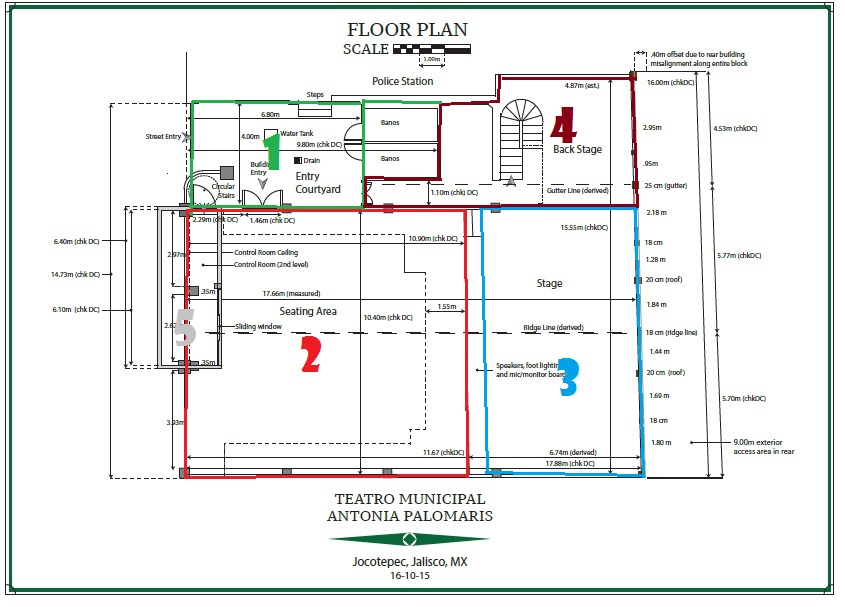 FLOOR PLAN
SCALE
1.00m
.40m offset due to rear building
misalignment along entire block
Police Station
Steps
4.87m (est.)
16.00m (chkDC)
6.80m
Banos
4
2.95m
4.53m (chkDC)
Street Entry
4.00m
Water Tank
1
9.80m (chk DC)
Back Stage
Drain
Banos
.95m
Building
Entry
Entry
Courtyard
Circular
Stairs
1.10m (chk DC)
Gutter Line (derived)
25 cm (gutter)
2.29m (chk DC)
1.46m (chk DC)
2.18 m
15.55m (chkDC)
6.40m (chk DC)
10.90m (chk DC)
18 cm
2.97m
Control Room Ceiling
5.77m (chkDC)
Control Room (2nd level)
1.28 m
14.73m (chk DC)
20 cm (roof)
Stage
.35m
17.66m (measured)
6.10m (chk DC)
Seating Area
1.55m
1.84 m
10.40m (chk DC)
5
Sliding window
Ridge Line (derived)
18 cm (ridge line)
2
1.44 m
.35m
Speakers, foot lighting
and mic/monitor board
3
20 cm (roof)
1.69 m
5.70m (chkDC)
3.93m
18 cm
1.80 m
9.00m exterior
access area in rear
11.67 (chkDC)
6.74m (derived)
17.88m (chk DC)
TEATRO MUNICIPAL
ANTONIA PALOMARIS
Jocotepec, Jalisco, MX
16-10-15